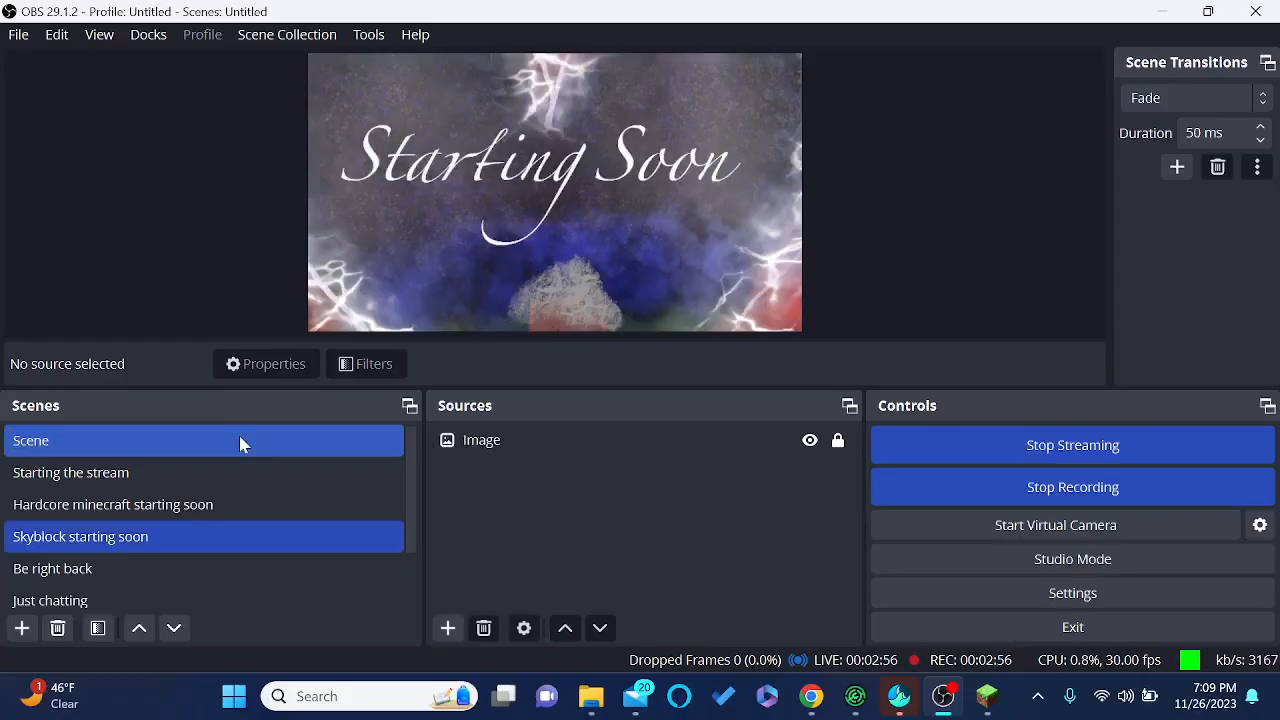 OBS 29.1.2 - Profile: Untitled - Scenes: Untitled
File Edit View Docks Profile Scene Collection Tools Help
Starting Soon
Scene Transitions
Fade
Duration 50 ms
No source selected Properties Filters
Scenes
Scene
Starting the stream
Hardcore minecraft starting soon
Skyblock starting soon
Be right back
Just chatting
Sources
Image
Controls
Stop Streaming
Stop Recording
Start Virtual Camera
Studio Mode
Settings
Exit
Dropped Frames 0 (0.0%) LIVE: 00:02:56 REC: 00:02:56 CPU: 0.8%, 30.00 fps kb/s: 3167
1 46°F
Clear
Search
20
7:09 PM
11/26/2023